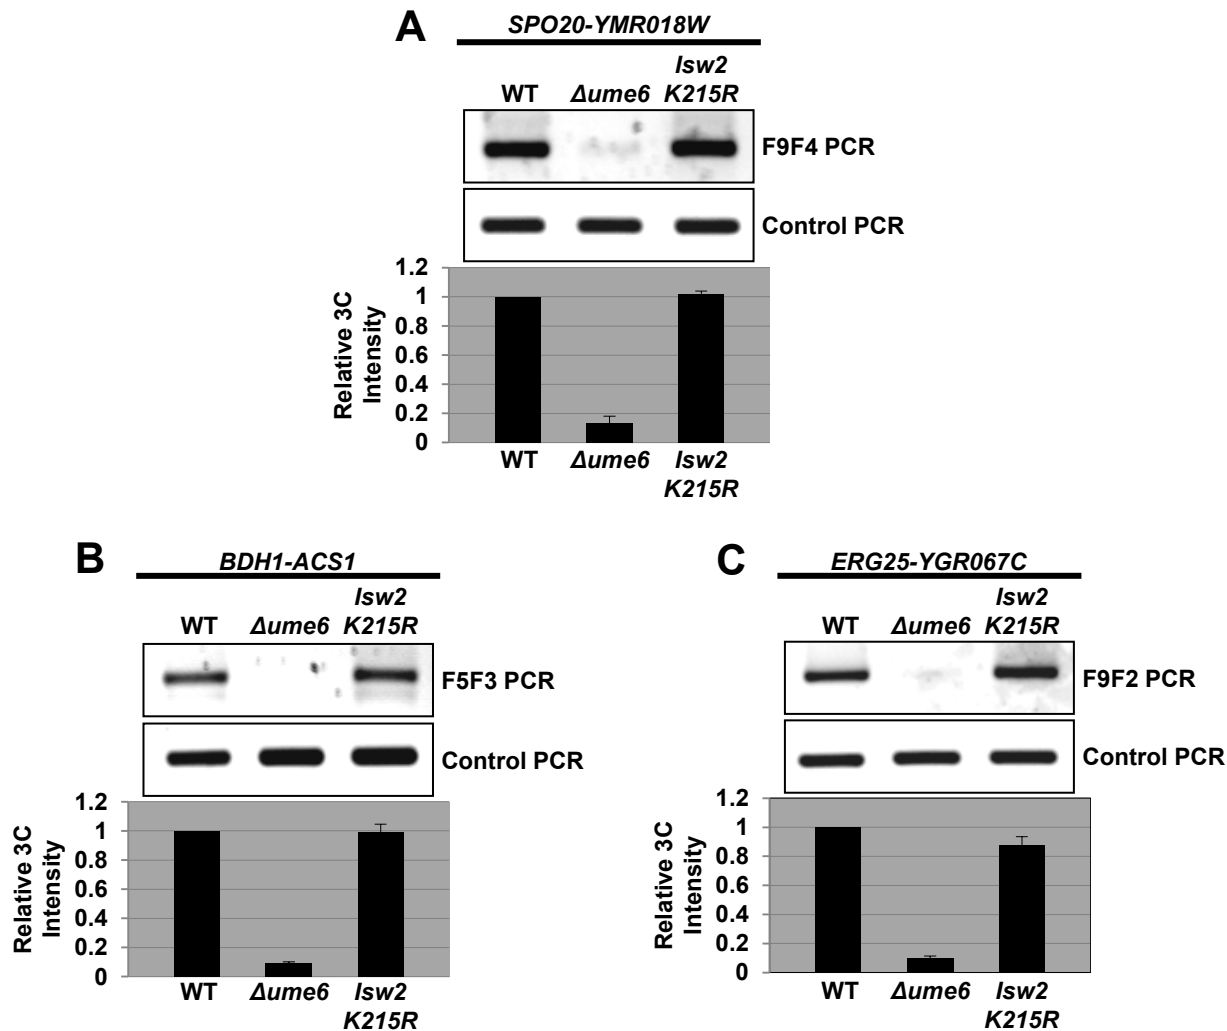 A
SPO20-YMR018W
WT Δume6 Isw2 K215R
F9F4 PCR
Control PCR
Relative 3C Intensity
1.2
1
0.8
0.6
0.4
0.2
0
WT Δume6 Isw2 K215R
B
BDH1-ACS1
WT Δume6 Isw2 K215R
F5F3 PCR
Control PCR
Relative 3C Intensity
1.2
1
0.8
0.6
0.4
0.2
0
WT Δume6 Isw2 K215R
C
ERG25-YGR067C
WT Δume6 Isw2 K215R
F9F2 PCR
Control PCR
Relative 3C Intensity
1.2
1
0.8
0.6
0.4
0.2
0
WT Δume6 Isw2 K215R